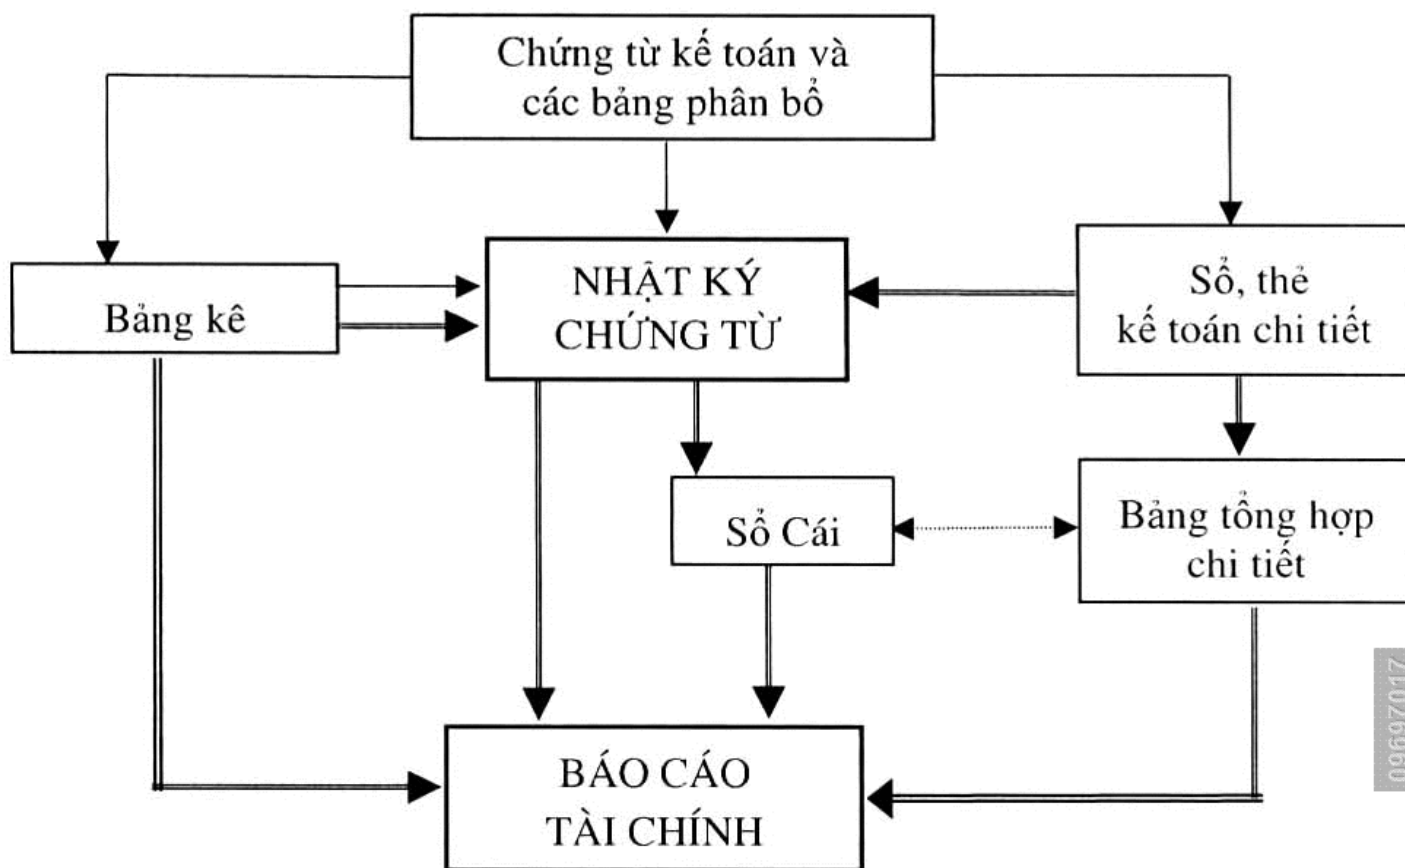 Chứng từ kế toán và
các bảng phân bổ
Bảng kê
NHẬT KÝ
CHỨNG TỪ
Sổ, thẻ
kế toán chi tiết
Sổ Cái
Bảng tổng hợp
chi tiết
BÁO CÁO
TÀI CHÍNH
09697017